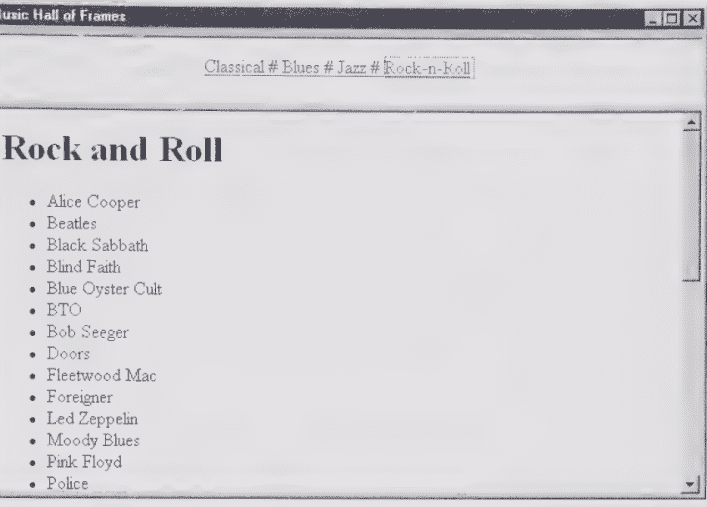 usic Hall of Frames
Classical # Blues # Jazz # Rock-n-Roll
Rock and Roll
• Alice Cooper
• Beatles
• Black Sabbath
• Blind Faith
• Blue Oyster Cult
• BTO
• Bob Seeger
• Doors
• Fleetwood Mac
• Foreigner
• Led Zeppelin
• Moody Blues
• Pink Floyd
• Police